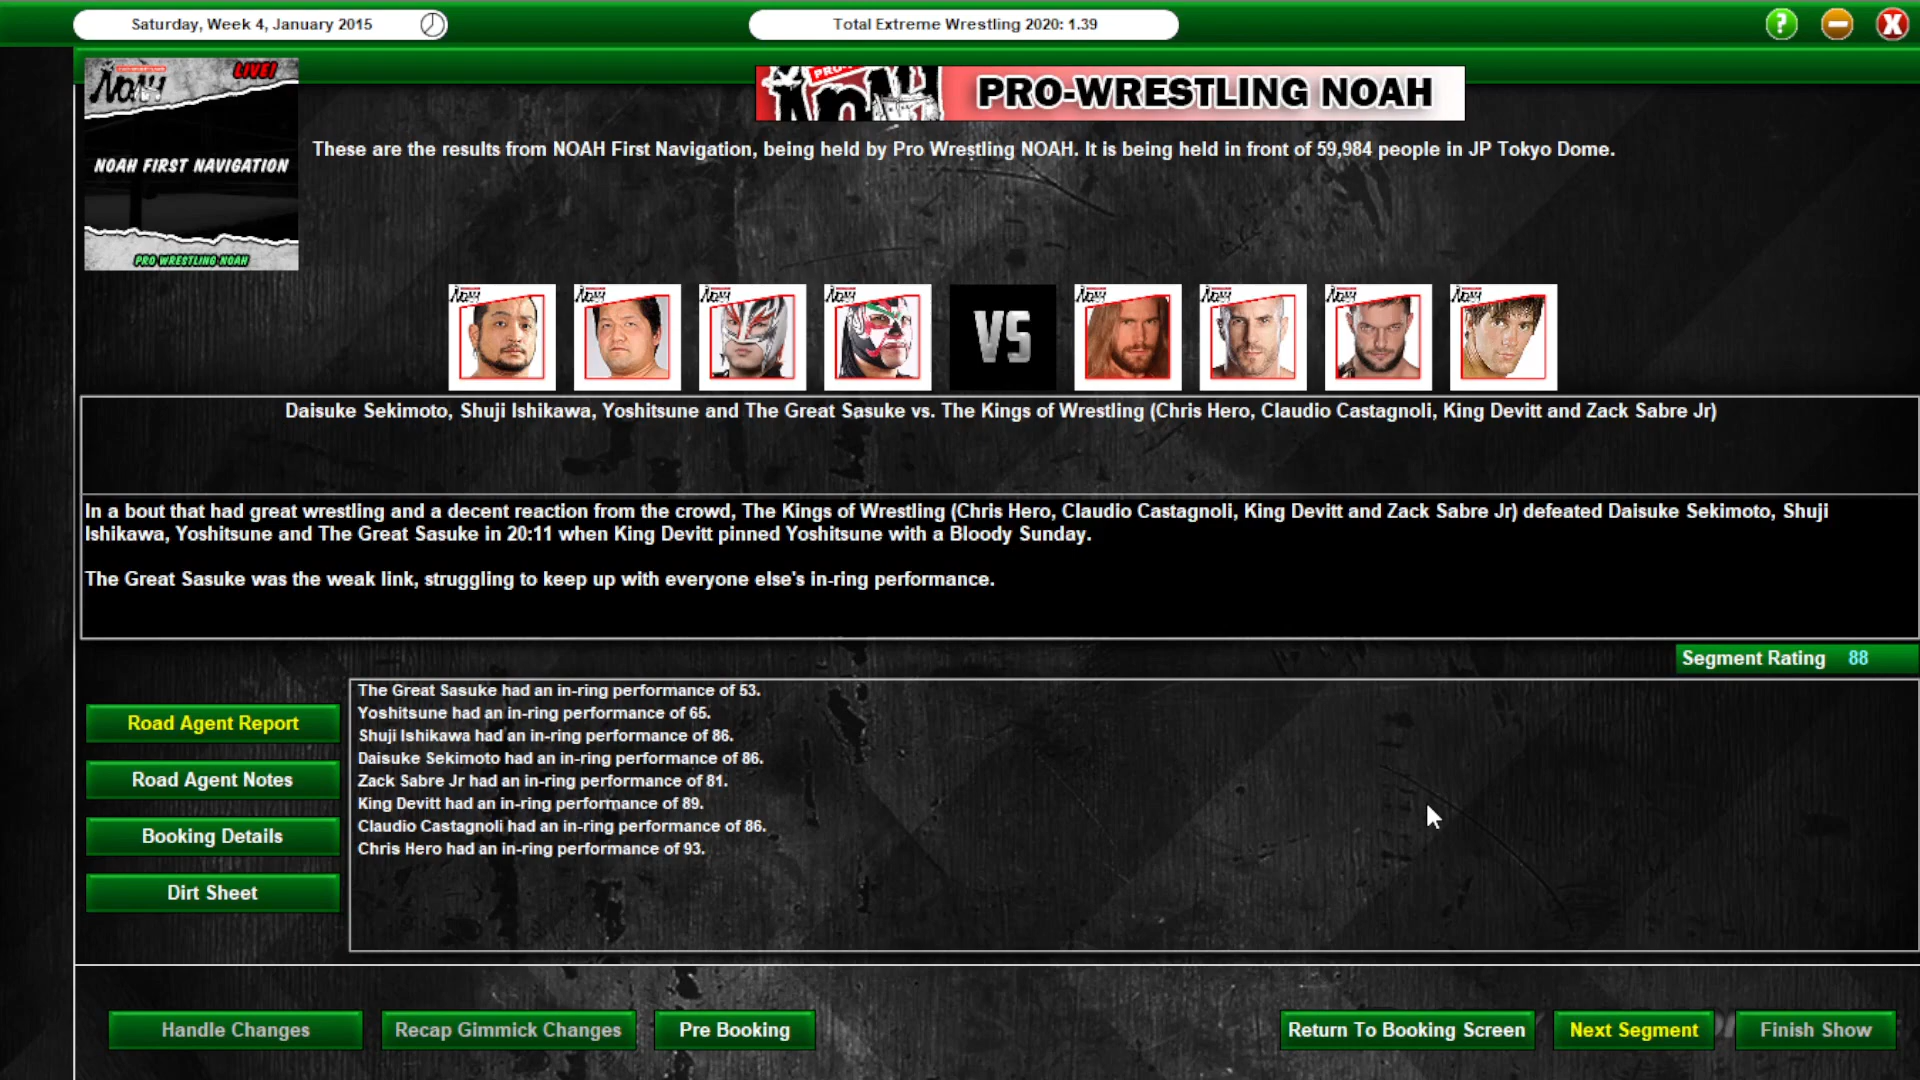 Saturday, Week 4, January 2015
Total Extreme Wrestling 2020: 1.39
NOAH
LIVE!
NOAH FIRST NAVIGATION
PRO WRESTLING NOAH
PRO-WRESTLING NOAH
These are the results from NOAH First Navigation, being held by Pro Wrestling NOAH. It is being held in front of 59,984 people in JP Tokyo Dome.
VS
Daisuke Sekimoto, Shuji Ishikawa, Yoshitsune and The Great Sasuke vs. The Kings of Wrestling (Chris Hero, Claudio Castagnoli, King Devitt and Zack Sabre Jr)
In a bout that had great wrestling and a decent reaction from the crowd, The Kings of Wrestling (Chris Hero, Claudio Castagnoli, King Devitt and Zack Sabre Jr) defeated Daisuke Sekimoto, Shuji
Ishikawa, Yoshitsune and The Great Sasuke in 20:11 when King Devitt pinned Yoshitsune with a Bloody Sunday.
The Great Sasuke was the weak link, struggling to keep up with everyone else's in-ring performance.
Segment Rating 88
Road Agent Report
Road Agent Notes
Booking Details
Dirt Sheet
The Great Sasuke had an in-ring performance of 53.
Yoshitsune had an in-ring performance of 65.
Shuji Ishikawa had an in-ring performance of 86.
Daisuke Sekimoto had an in-ring performance of 86.
Zack Sabre Jr had an in-ring performance of 81.
King Devitt had an in-ring performance of 89.
Claudio Castagnoli had an in-ring performance of 86.
Chris Hero had an in-ring performance of 93.
Handle Changes
Recap Gimmick Changes
Pre Booking
Return To Booking Screen
Next Segment
Finish Show